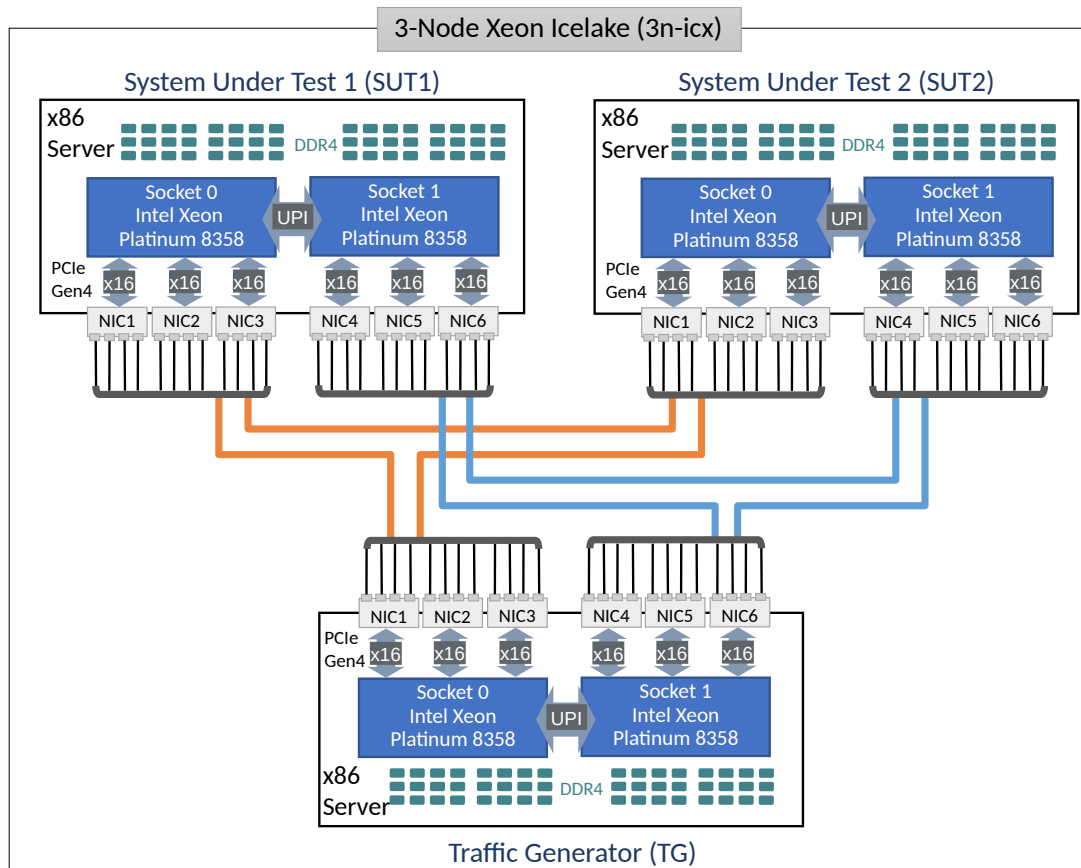 3-Node Xeon Icelake (3n-icx)
System Under Test 1 (SUT1)
x86
Server
DDR4
Socket 0
Intel Xeon
Platinum 8358
UPI
Socket 1
Intel Xeon
Platinum 8358
PCIe
Gen4
x16
x16
x16
x16
x16
x16
NIC1
NIC2
NIC3
NIC4
NIC5
NIC6
System Under Test 2 (SUT2)
x86
Server
DDR4
Socket 0
Intel Xeon
Platinum 8358
UPI
Socket 1
Intel Xeon
Platinum 8358
PCIe
Gen4
x16
x16
x16
x16
x16
x16
NIC1
NIC2
NIC3
NIC4
NIC5
NIC6
NIC1
NIC2
NIC3
NIC4
NIC5
NIC6
PCIe
Gen4
x16
x16
x16
x16
x16
x16
Socket 0
Intel Xeon
Platinum 8358
UPI
Socket 1
Intel Xeon
Platinum 8358
x86
Server
DDR4
Traffic Generator (TG)